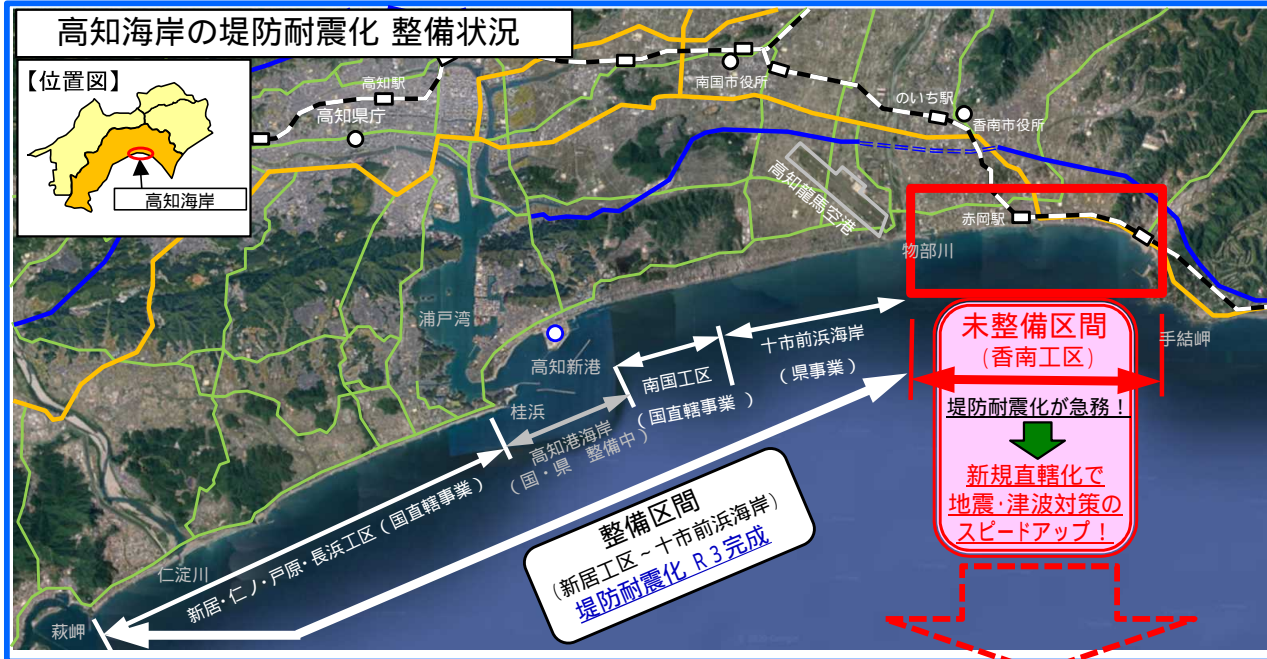 高知海岸の堤防耐震化 整備状況
【位置図】
高知海岸
高知駅
高知県庁
南国市役所
のいち駅
香南市役所
高知龍馬空港
赤岡駅
物部川
手結岬
浦戸湾
高知新港
桂浜
仁淀川
萩岬
新居・仁ノ・戸原・長浜工区(国直轄事業)
高知港海岸
(国・県 整備中)
南国工区
(国直轄事業)
十市前浜海岸
(県事業)
整備区間
(新居工区~十市前浜海岸)
堤防耐震化 R3完成
未整備区間
(香南工区)
堤防耐震化が急務!
新規直轄化で
地震・津波対策の
スピードアップ!